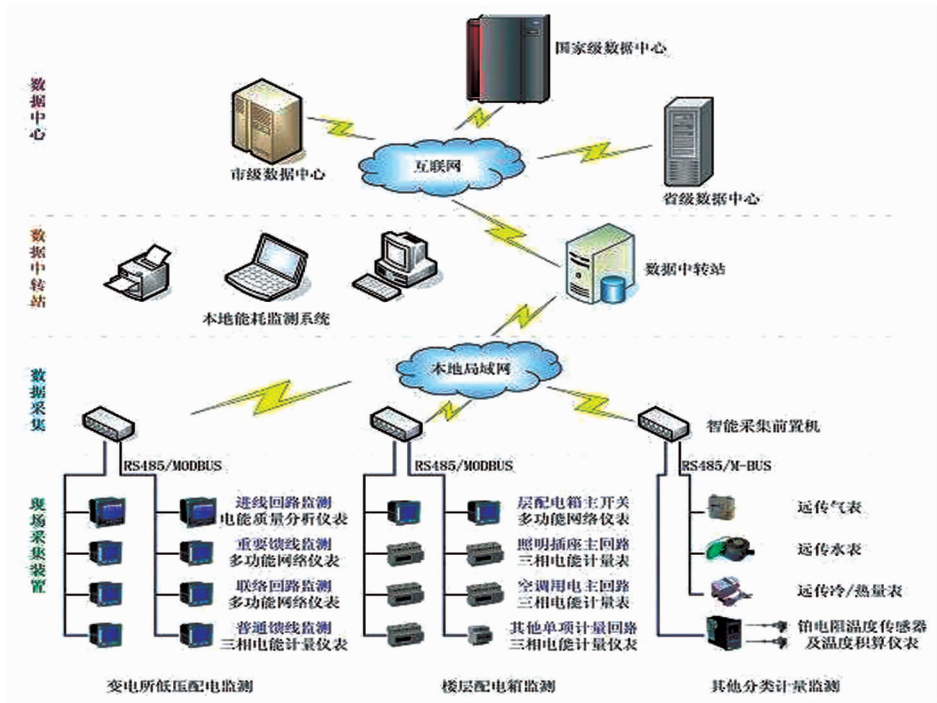 国家级数据中心
数据中心
市级数据中心
互联网
省级数据中心
数据中转站
数据中转站
本地能耗监测系统
本地局域网
数据采集
智能采集前置机
RS485/MODBUS
RS485/MODBUS
RS485/M-BUS
现场采集装置
进线回路监测
电能质量分析仪表
重要馈线监测
多功能网络仪表
联络回路监测
多功能网络仪表
普通馈线监测
三相电能计量仪表
层配电箱主开关
多功能网络仪表
照明插座主回路
三相电能计量表
空调用电主回路
三相电能计量表
其他单项计量回路
三相电能计量仪表
远传气表
远传水表
远传冷/热量表
铂电阻温度传感器
及温度积算仪表
变电所低压配电监测
楼层配电箱监测
其他分类计量监测